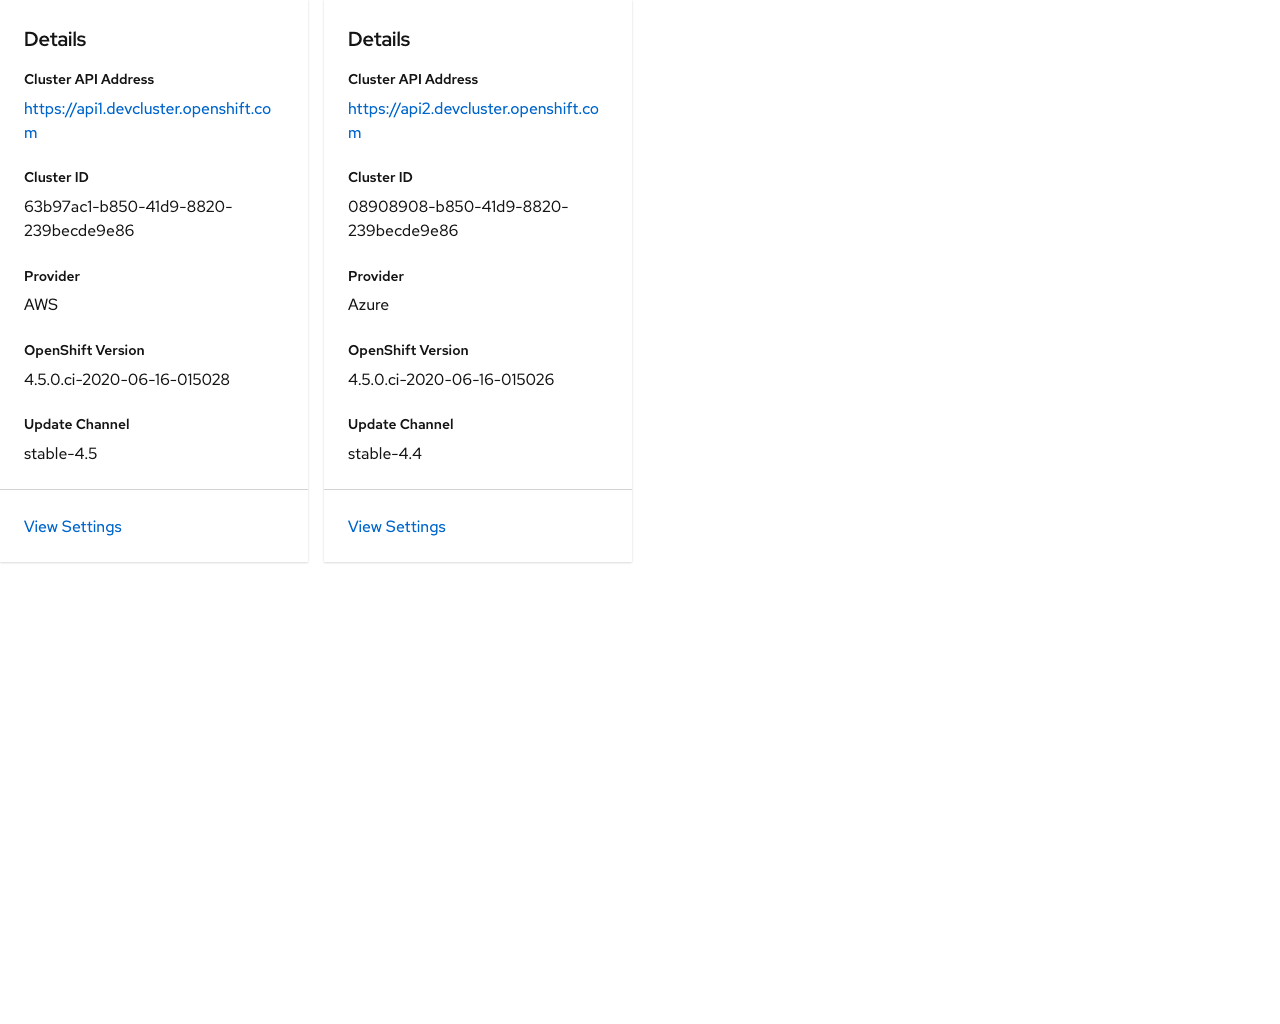 Details
Cluster API Address
https://api1.devcluster.openshift.co
m
Cluster ID
63b97ac1-b850-41d9-8820-
239becde9e86
Provider
AWS
OpenShift Version
4.5.0.ci-2020-06-16-015028
Update Channel
stable-4.5
View Settings
Details
Cluster API Address
https://api2.devcluster.openshift.co
m
Cluster ID
08908908-b850-41d9-8820-
239becde9e86
Provider
Azure
OpenShift Version
4.5.0.ci-2020-06-16-015026
Update Channel
stable-4.4
View Settings